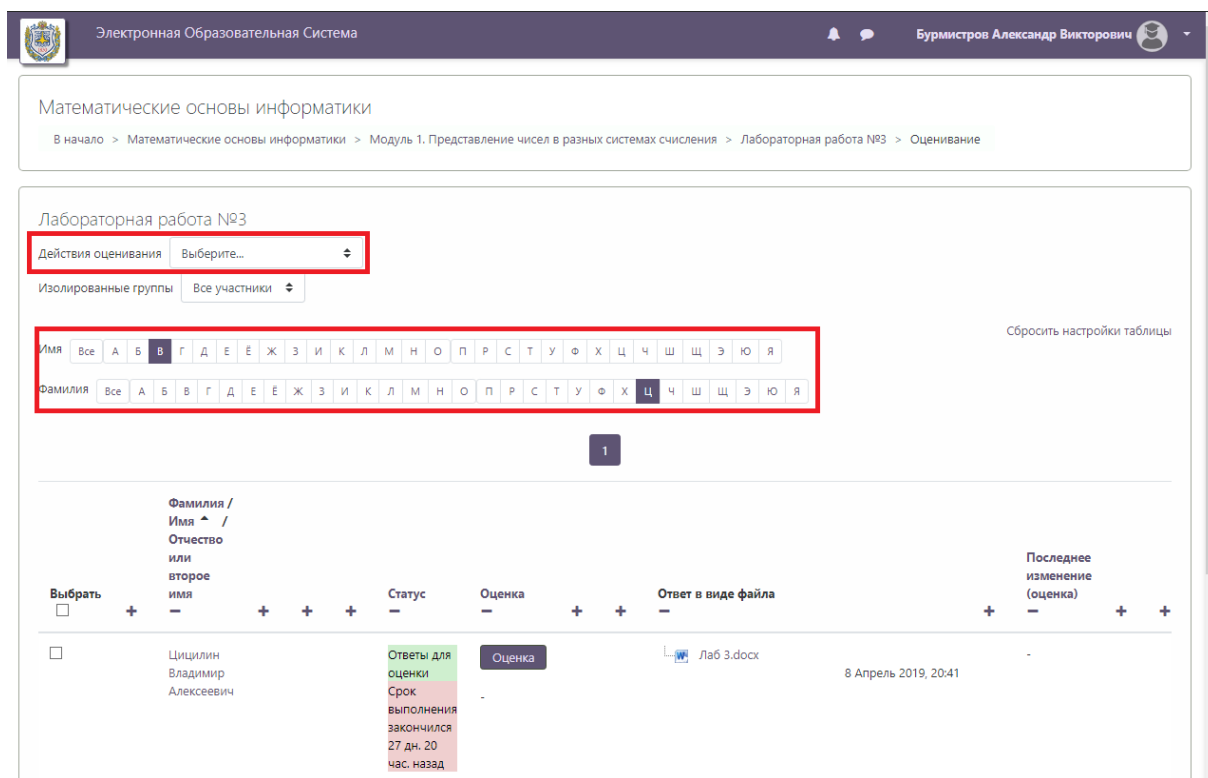 Электронная Образовательная Система
Бурмистров Александр Викторович
Математические основы информатики
В начало > Математические основы информатики > Модуль 1. Представление чисел в разных системах счисления > Лабораторная работа №3 > Оценивание
Лабораторная работа №3
Действия оценивания Выберите...
Изолированные группы Все участники
Сбросить настройки таблицы
Имя Все А Б В Г Д Е Ё Ж З И К Л М Н О П Р С Т У Ф Х Ц Ч Ш Щ Э Ю Я
Фамилия Все А Б В Г Д Е Ё Ж З И К Л М Н О П Р С Т У Ф Х Ц Ч Ш Щ Э Ю Я
1
Выбрать
Фамилия /
Имя /
Отчество
или
второе
имя
Статус
Оценка
Ответ в виде файла
Последнее
изменение
(оценка)
Цицилин
Владимир
Алексеевич
Ответы для
оценки
Срок
выполнения
закончился
27 дн. 20
час. назад
Оценка
-
Лаб 3.docx
8 Апрель 2019, 20:41
-